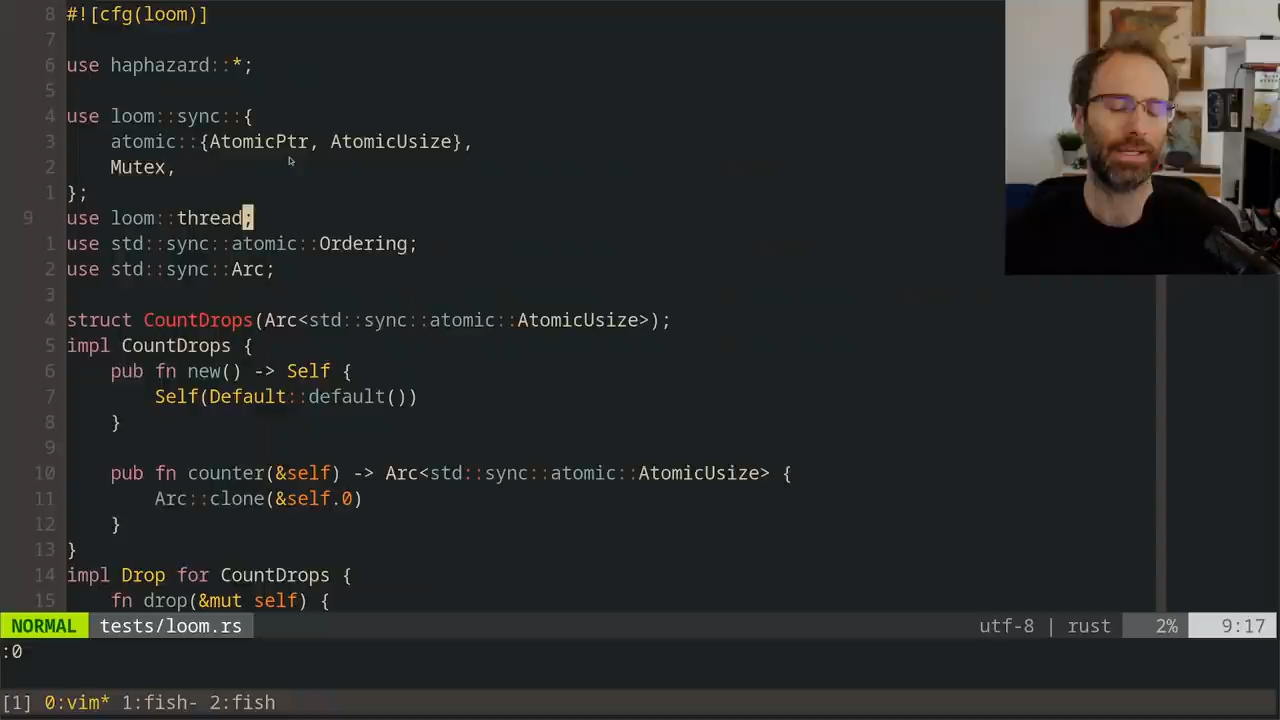 8 #![cfg(loom)]
7
6 use haphazard::*;
5
4 use loom::sync::{
3     atomic::{AtomicPtr, AtomicUsize},
2     Mutex,
1 };
9 use loom::thread;
1 use std::sync::atomic::Ordering;
2 use std::sync::Arc;
3
4 struct CountDrops(Arc<std::sync::atomic::AtomicUsize>);
5 impl CountDrops {
6     pub fn new() -> Self {
7         Self(Default::default())
8     }
9
10     pub fn counter(&self) -> Arc<std::sync::atomic::AtomicUsize> {
11         Arc::clone(&self.0)
12     }
13 }
14 impl Drop for CountDrops {
15     fn drop(&mut self) {
NORMAL tests/loom.rs utf-8 | rust 2% 9:17
:0
[1] 0:vim* 1:fish- 2:fish